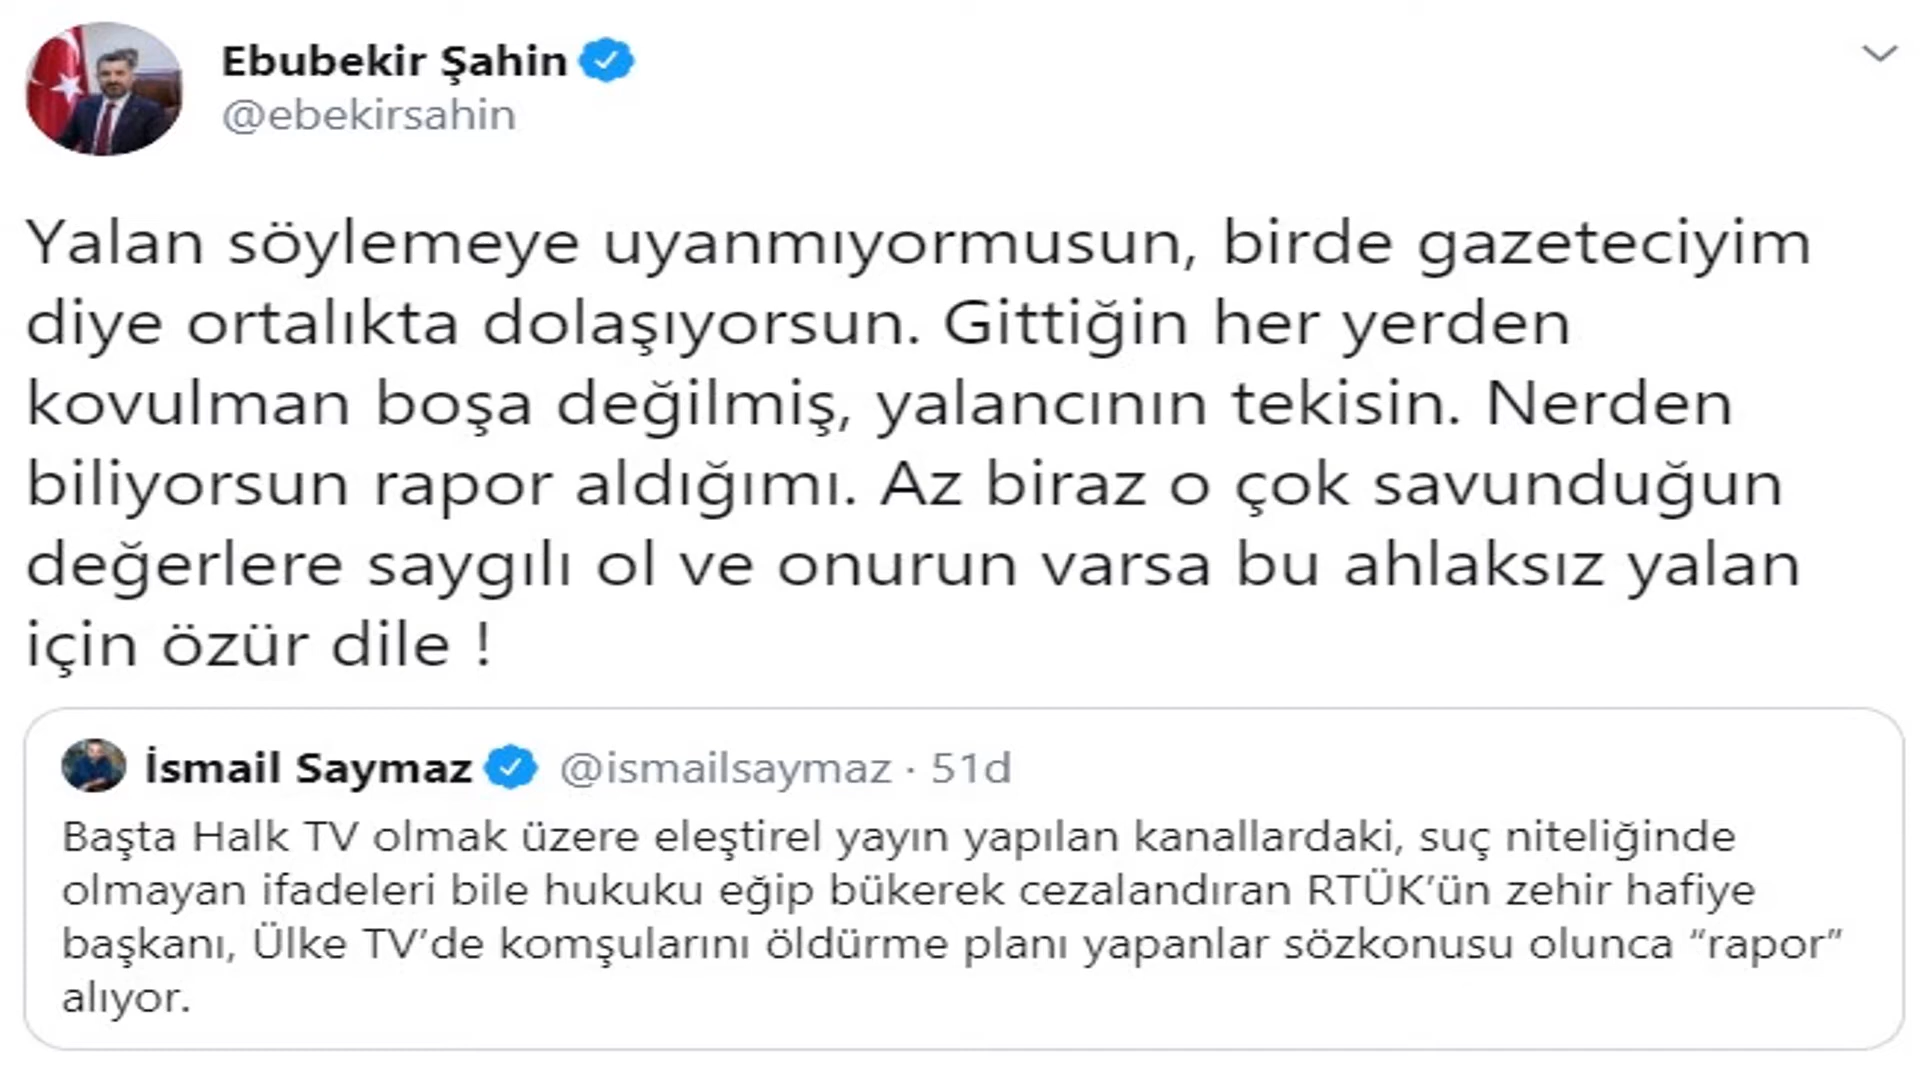 Ebubekir Şahin
@ebekirsahin
Yalan söylemeye uyanmıyormusun, birde gazeteciyim
diye ortalıkta dolaşıyorsun. Gittiğin her yerden
kovulman boşa değilmiş, yalancının tekisin. Nerden
biliyorsun rapor aldığımı. Az biraz o çok savunduğun
değerlere saygılı ol ve onurun varsa bu ahlaksız yalan
için özür dile !
İsmail Saymaz @ismailsaymaz · 51d
Başta Halk TV olmak üzere eleştirel yayın yapılan kanallardaki, suç niteliğinde
olmayan ifadeleri bile hukuku eğip bükerek cezalandıran RTÜK’ün zehir hafiye
başkanı, Ülke TV’de komşularını öldürme planı yapanlar sözkonusu olunca “rapor”
alıyor.